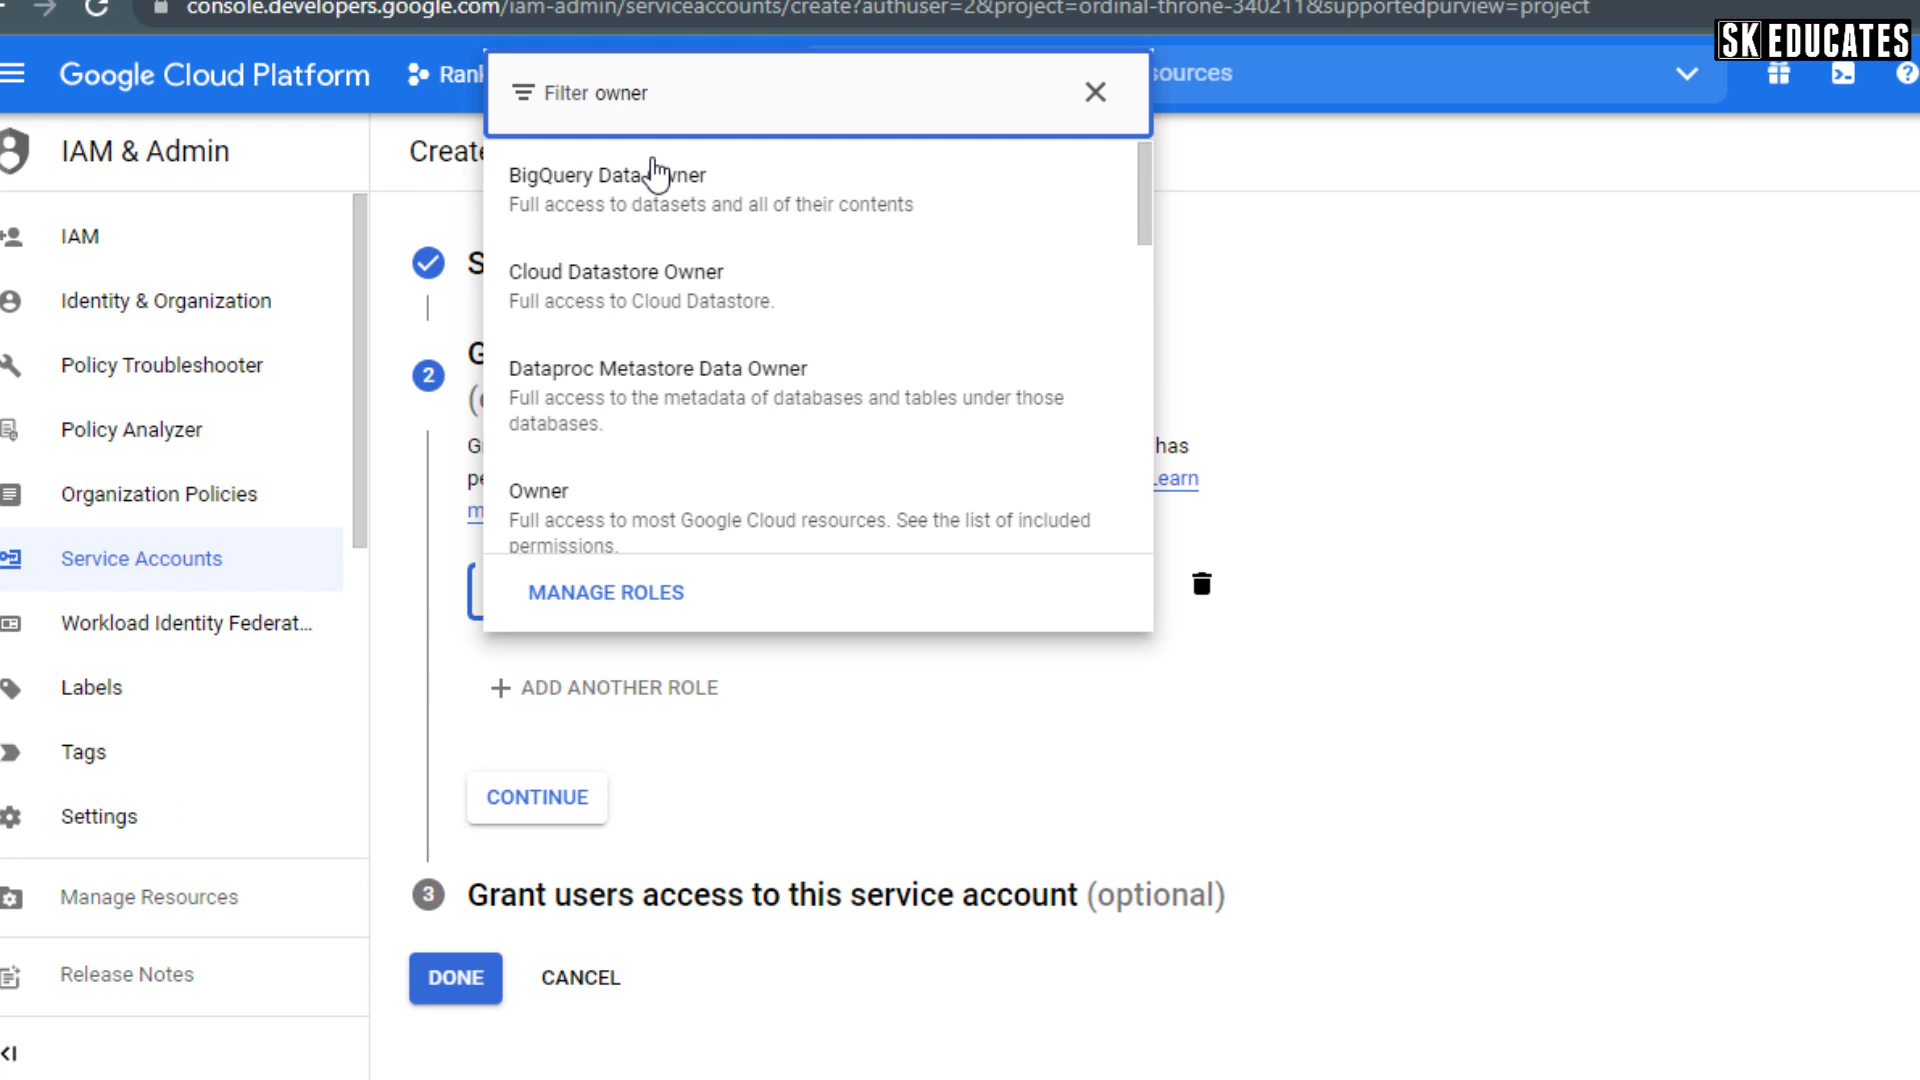 console.developers.google.com/iam-admin/serviceaccounts/create?authuser=2&project=ordinal-throne-340211&supportedpurview=project
SK EDUCATES
Google Cloud Platform
Filter owner
IAM & Admin
BigQuery Data
Full access to datasets and all of their contents
IAM
Cloud Datastore Owner
Full access to Cloud Datastore.
Identity & Organization
2
Dataproc Metastore Data Owner
Full access to the metadata of databases and tables under those
databases.
Policy Troubleshooter
Policy Analyzer
has
Organization Policies
Owner
Full access to most Google Cloud resources. See the list of included
permissions.
Service Accounts
MANAGE ROLES
Workload Identity Federat...
Labels
ADD ANOTHER ROLE
Tags
CONTINUE
Settings
Manage Resources
3 Grant users access to this service account (optional)
Release Notes
DONE CANCEL